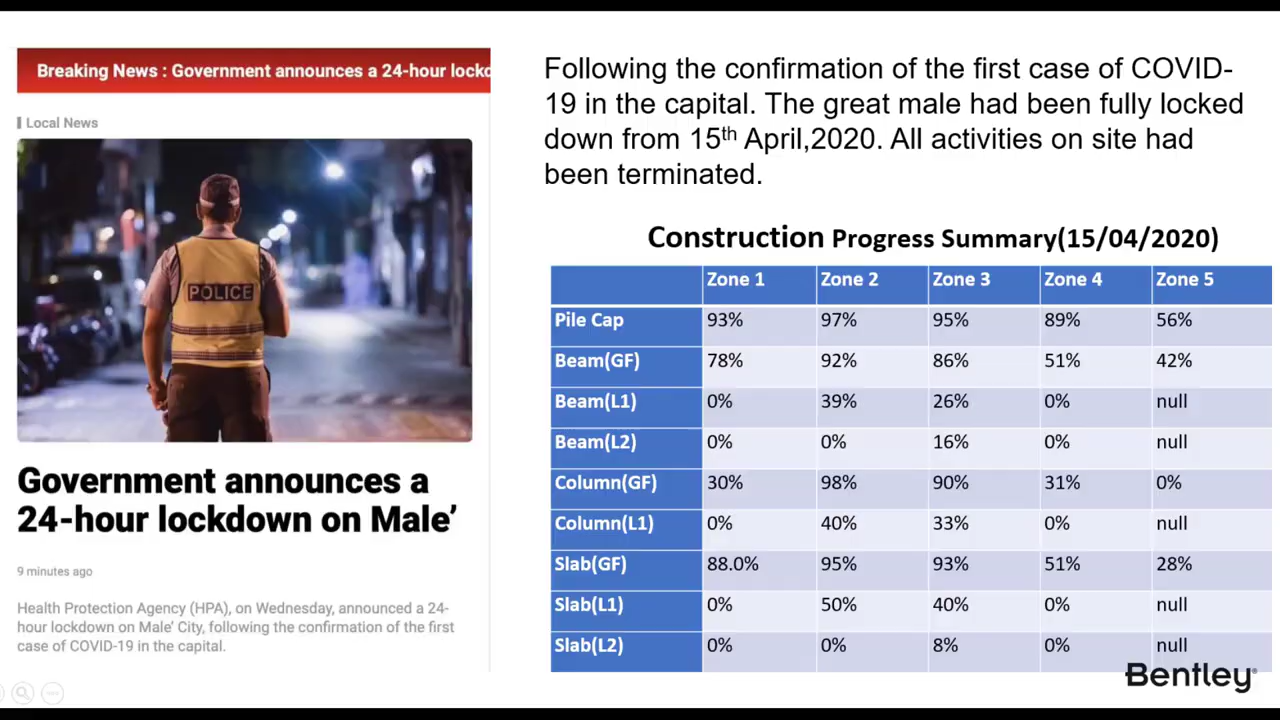 Breaking News : Government announces a 24-hour lockd
Local News
POLICE
Government announces a
24-hour lockdown on Male’
9 minutes ago
Health Protection Agency (HPA), on Wednesday, announced a 24-
hour lockdown on Male’ City, following the confirmation of the first
case of COVID-19 in the capital.
Following the confirmation of the first case of COVID-
19 in the capital. The great male had been fully locked
down from 15th April,2020. All activities on site had
been terminated.
Construction Progress Summary(15/04/2020)
Zone 1 Zone 2 Zone 3 Zone 4 Zone 5
Pile Cap 93% 97% 95% 89% 56%
Beam(GF) 78% 92% 86% 51% 42%
Beam(L1) 0% 39% 26% 0% null
Beam(L2) 0% 0% 16% 0% null
Column(GF) 30% 98% 90% 31% 0%
Column(L1) 0% 40% 33% 0% null
Slab(GF) 88.0% 95% 93% 51% 28%
Slab(L1) 0% 50% 40% 0% null
Slab(L2) 0% 0% 8% 0% null
Bentley